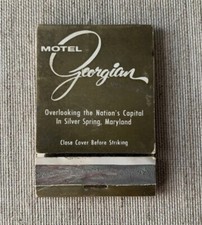 MOTEL
Georgian
Overlooking the Nation's Capital
In Silver Spring, Maryland
Close Cover Before Striking